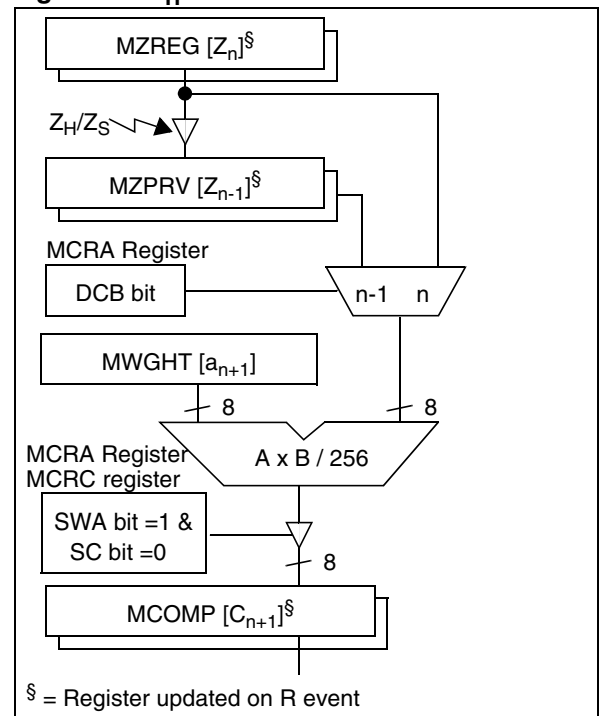 MZREG [Zn]§
ZH/ZS
MZPRV [Zn-1]§
MCRA Register
DCB bit
n-1 n
MWGHT [an+1]
8 8
MCRA Register
MCRC register
A x B / 256
SWA bit =1 &
SC bit =0
8
MCOMP [Cn+1]§
§ = Register updated on R event